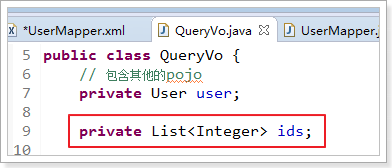 *UserMapper.xml QueryVo.java UserMapper.j
5 public class QueryVo {
6 // 包含其他的pojo
7 private User user;
8
9 private List<Integer> ids;
10